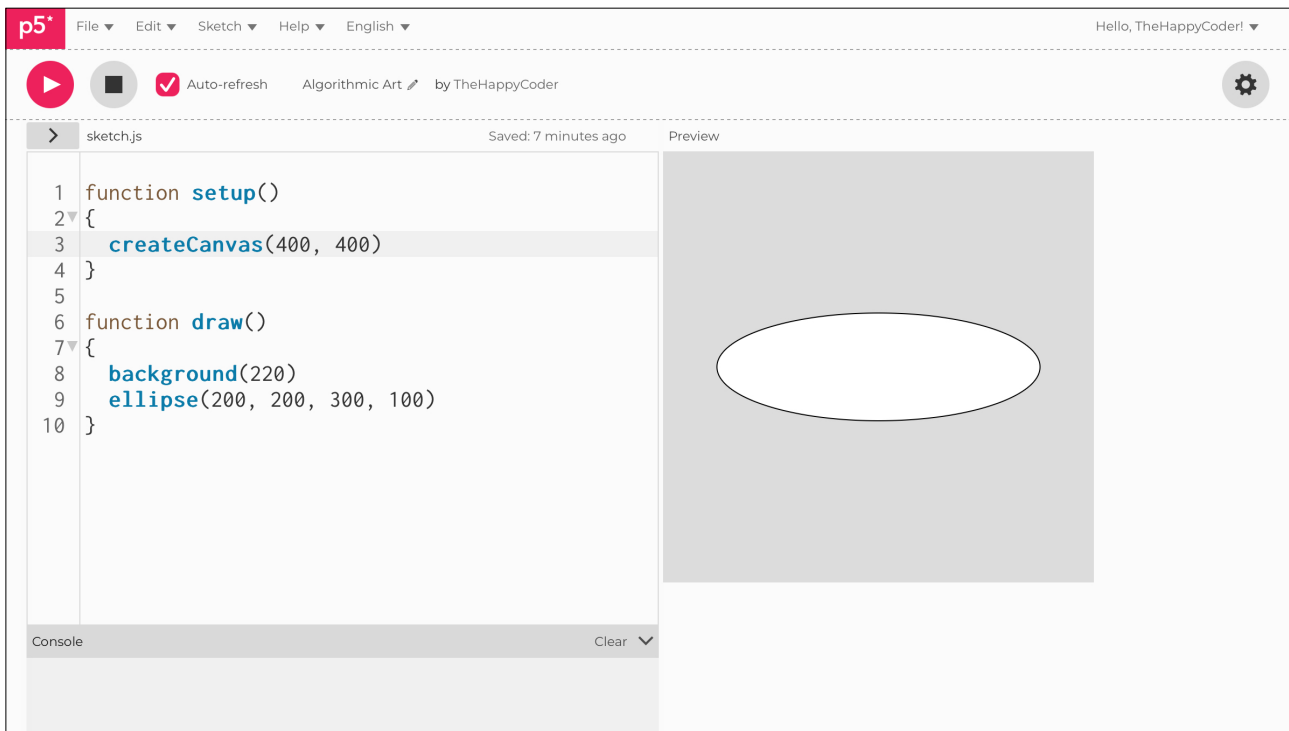 p5* File Edit Sketch Help English Hello, TheHappyCoder!
Auto-refresh Algorithmic Art by TheHappyCoder
sketch.js Saved: 7 minutes ago Preview
1 function setup()
2 {
3   createCanvas(400, 400)
4 }
5
6 function draw()
7 {
8   background(220)
9   ellipse(200, 200, 300, 100)
10 }
Console Clear